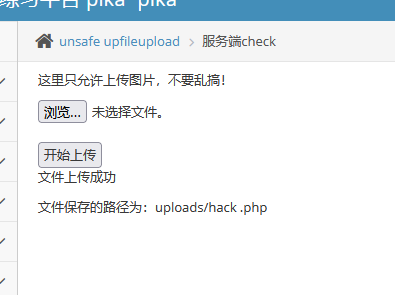 练习平台 pika~pika~
unsafe upfileupload > 服务端check
这里只允许上传图片，不要乱搞！
浏览... 未选择文件。
开始上传
文件上传成功
文件保存的路径为：uploads/hack .php